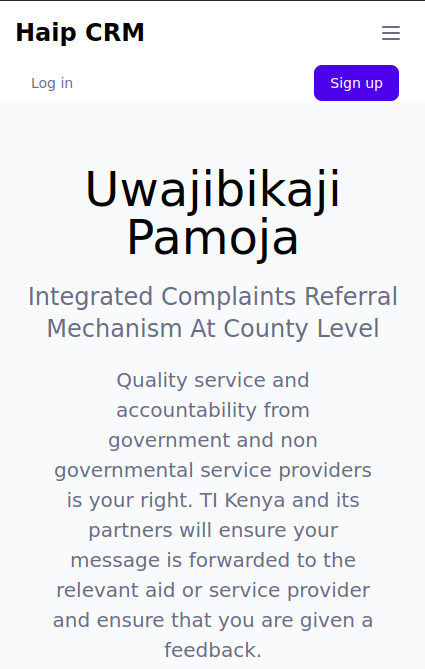 Haip CRM
Log in
Sign up
Uwajibikaji
Pamoja
Integrated Complaints Referral
Mechanism At County Level
Quality service and
accountability from
government and non
governmental service providers
is your right. TI Kenya and its
partners will ensure your
message is forwarded to the
relevant aid or service provider
and ensure that you are given a
feedback.